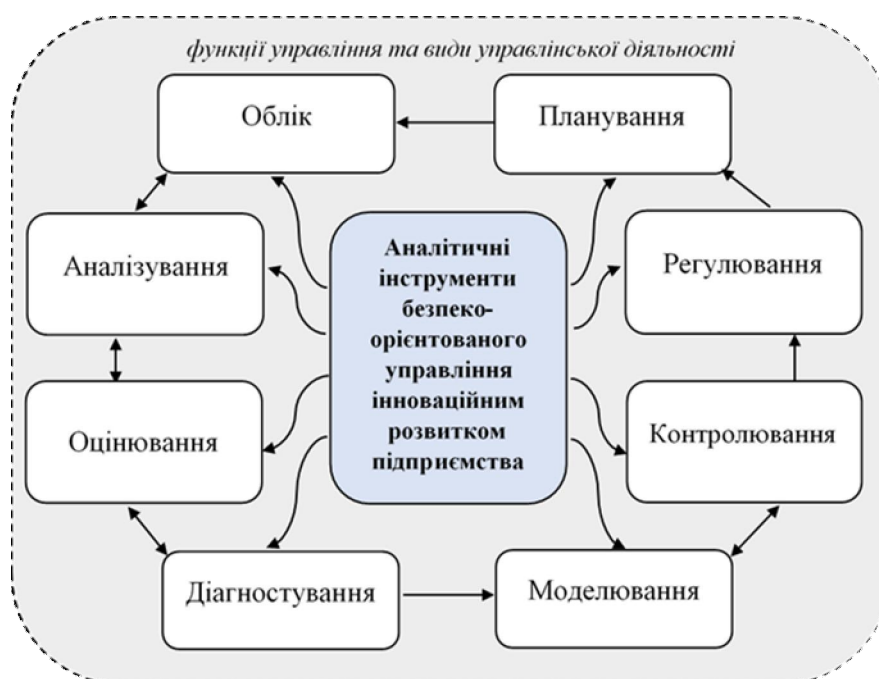 функції управління та види управлінської діяльності
Облік
Планування
Аналізування
Аналітичні
інструменти
безпеко-
орієнтованого
управління
інноваційним
розвитком
підприємства
Регулювання
Оцінювання
Контролювання
Діагностування
Моделювання